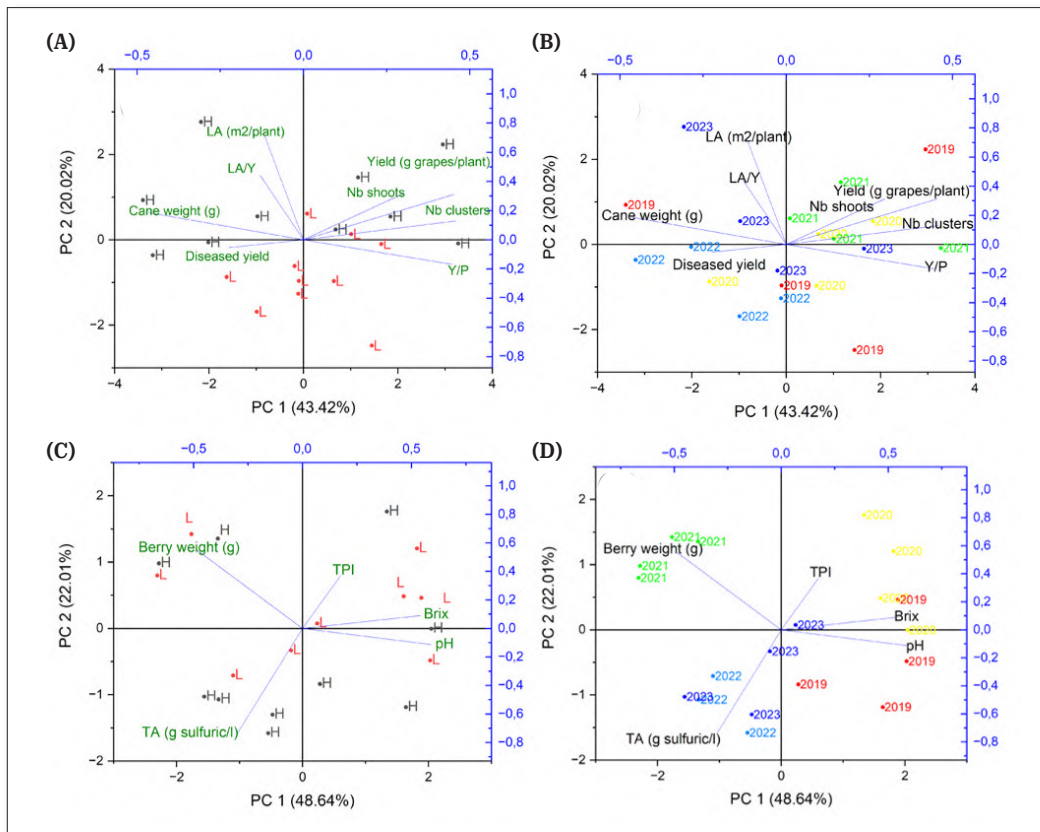 (A)
−0,5 0,0 0,5
4
2
0
−2
PC 2 (20.02%)
1,0
0,8
0,6
0,4
0,2
0,0
−0,2
−0,4
−0,6
−0,8
H
LA (m2/plant)
H
LA/Y
H
Yield (g grapes/plant)
Nb shoots
H
Cane weight (g)
H
L
H
Nb clusters
H
L
L
H
H
H
Diseased yield
Y/P
L
L
L
L
L
L
L
−4 −2 0 2 4
PC 1 (43.42%)
(B)
−0,5 0,0 0,5
4
2
0
−2
PC 2 (20.02%)
1,0
0,8
0,6
0,4
0,2
0,0
−0,2
−0,4
−0,6
−0,8
2023
LA (m2/plant)
2019
LA/Y
2021
Yield (g grapes/plant)
2019
Nb shoots
Cane weight (g)
2023
2021
2020
Nb clusters
2020
2021
2022
2023
2021
2022
Diseased yield
Y/P
2023
2020
2019
2020
2022
2022
2019
−4 −2 0 2 4
PC 1 (43.42%)
(C)
−0,5 0,0 0,5
2
1
0
−1
−2
PC 2 (22.01%)
0,8
0,6
0,4
0,2
0,0
−0,2
−0,4
−0,6
−0,8
H
L
H
Berry weight (g)
L
H
L
TPI
L
L
Brix
L
H
pH
L
L
L
H
H
H
H
H
TA (g sulfuric/l)
H
−2 0 2
PC 1 (48.64%)
(D)
−0,5 0,0 0,5
2
1
0
−1
−2
PC 2 (22.01%)
0,8
0,6
0,4
0,2
0,0
−0,2
−0,4
−0,6
−0,8
2020
2021
2021
Berry weight (g)
2020
2021
TPI
2021
2020
2019
Brix
2023
2020
pH
2023
2019
2022
2019
2023
2022
2019
2023
TA (g sulfuric/l)
2022
−2 0 2
PC 1 (48.64%)